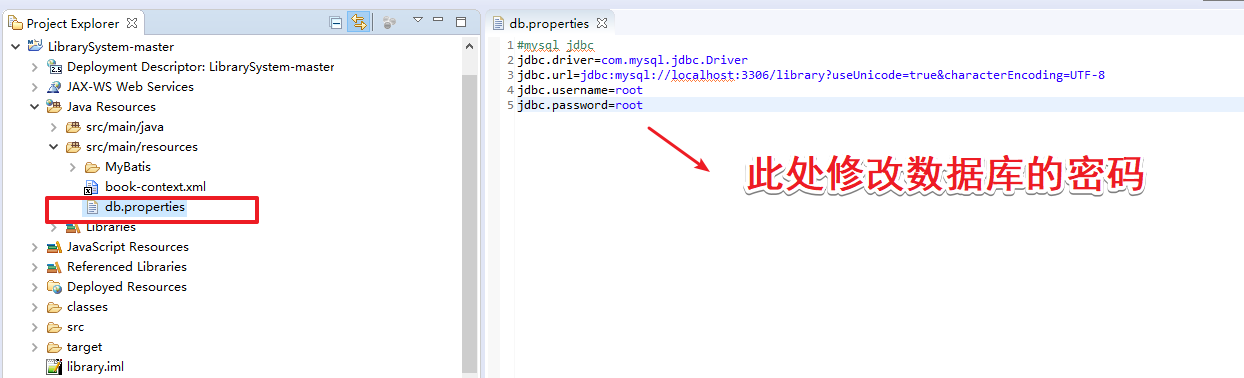 Project Explorer
LibrarySystem-master
Deployment Descriptor: LibrarySystem-master
JAX-WS Web Services
Java Resources
src/main/java
src/main/resources
MyBatis
book-context.xml
db.properties
Libraries
JavaScript Resources
Referenced Libraries
Deployed Resources
classes
src
target
library.iml
db.properties
1 #mysql jdbc
2 jdbc.driver=com.mysql.jdbc.Driver
3 jdbc.url=jdbc:mysql://localhost:3306/library?useUnicode=true&characterEncoding=UTF-8
4 jdbc.username=root
5 jdbc.password=root
此处修改数据库的密码